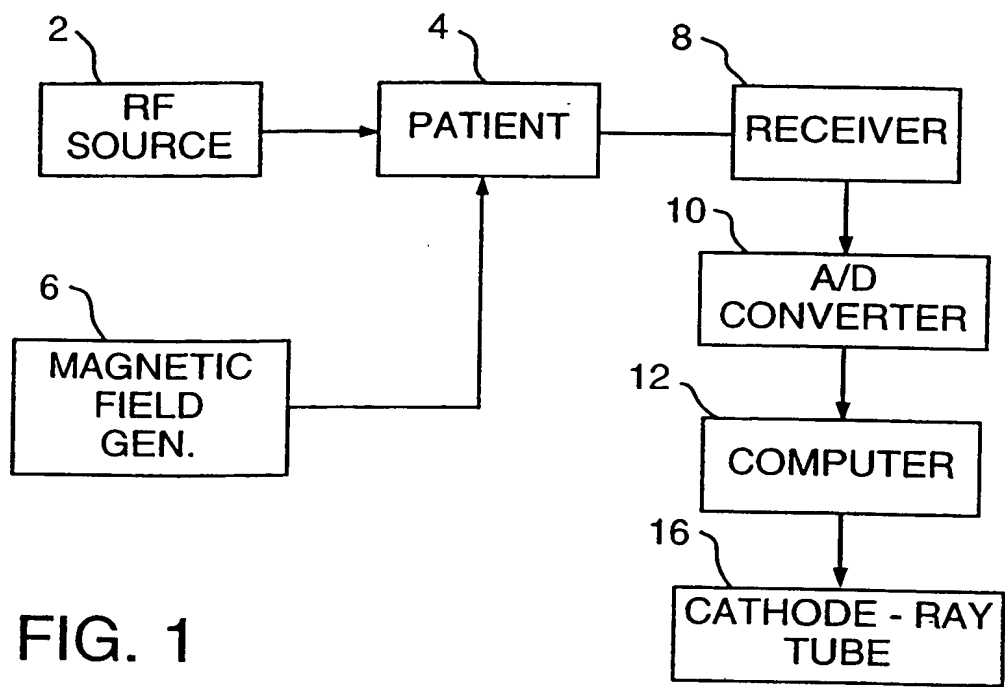 2
RF
SOURCE
4
PATIENT
8
RECEIVER
10
A/D
CONVERTER
6
MAGNETIC
FIELD
GEN.
12
COMPUTER
16
CATHODE - RAY
TUBE
FIG. 1